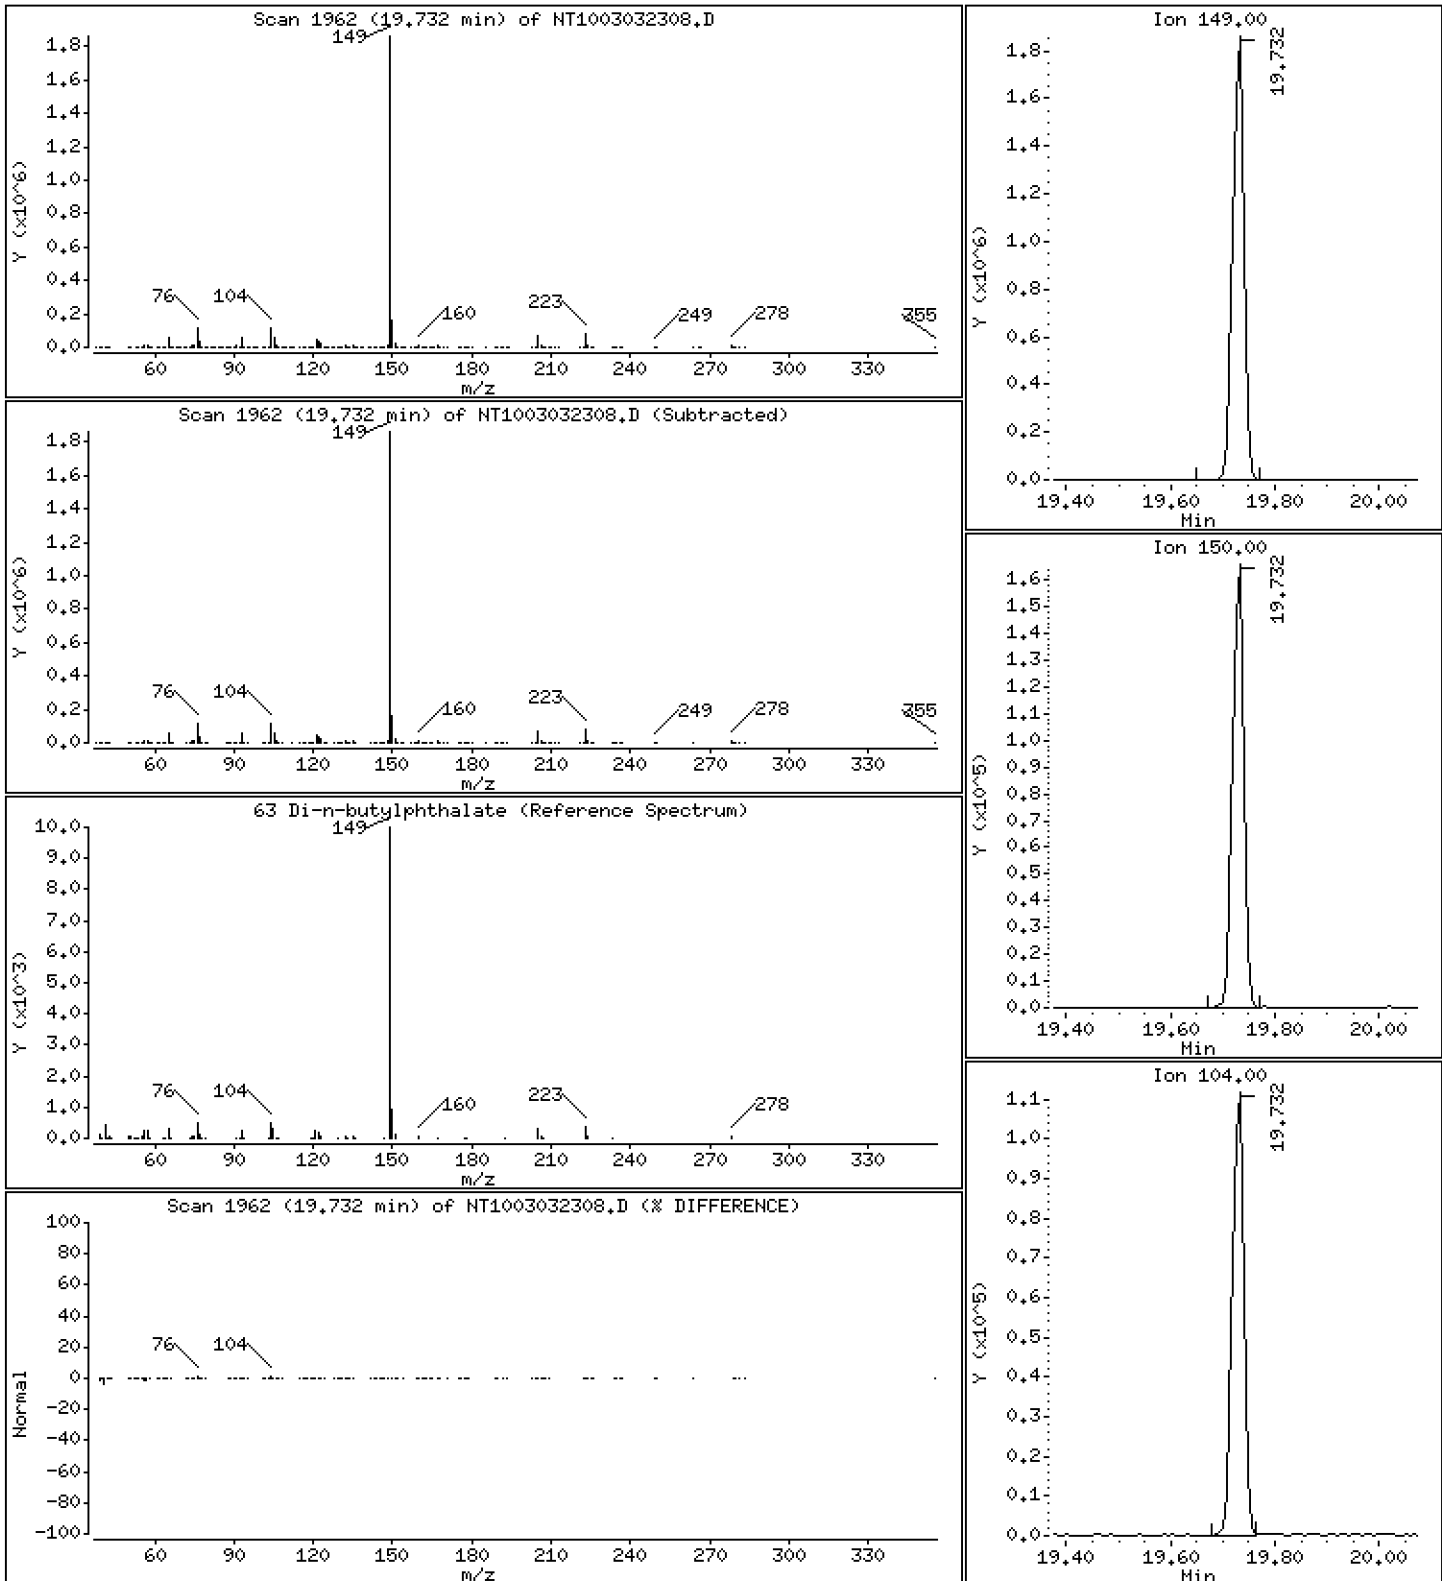 Scan 1962 (19.732 min) of NT1003032308.D
149
1.8
1.6
1.4
1.2
1.0
0.8
0.6
0.4
0.2
0.0
Y (x10^6)
76 104 160 223 249 278 355
60 90 120 150 180 210 240 270 300 330
m/z
Scan 1962 (19.732 min) of NT1003032308.D (Subtracted)
149
1.8
1.6
1.4
1.2
1.0
0.8
0.6
0.4
0.2
0.0
Y (x10^6)
76 104 160 223 249 278 355
60 90 120 150 180 210 240 270 300 330
m/z
63 Di-n-butylphthalate (Reference Spectrum)
149
10.0
9.0
8.0
7.0
6.0
5.0
4.0
3.0
2.0
1.0
0.0
Y (x10^3)
76 104 160 223 278
60 90 120 150 180 210 240 270 300 330
m/z
Scan 1962 (19.732 min) of NT1003032308.D (% DIFFERENCE)
100
80
60
40
20
0
-20
-40
-60
-80
-100
Normal
76 104
60 90 120 150 180 210 240 270 300 330
m/z
Ion 149.00
19.732
1.8
1.6
1.4
1.2
1.0
0.8
0.6
0.4
0.2
0.0
Y (x10^6)
19.40 19.60 19.80 20.00
Min
Ion 150.00
19.732
1.6
1.5
1.4
1.3
1.2
1.1
1.0
0.9
0.8
0.7
0.6
0.5
0.4
0.3
0.2
0.1
0.0
Y (x10^5)
19.40 19.60 19.80 20.00
Min
Ion 104.00
19.732
1.1
1.0
0.9
0.8
0.7
0.6
0.5
0.4
0.3
0.2
0.1
0.0
Y (x10^5)
19.40 19.60 19.80 20.00
Min